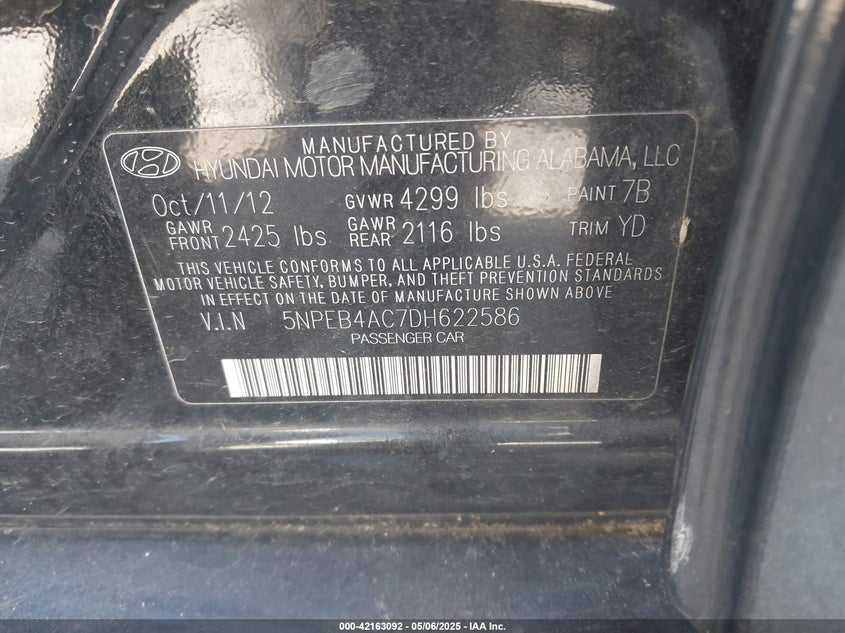 MANUFACTURED BY
HYUNDAI MOTOR MANUFACTURING ALABAMA, LLC
Oct/11/12 GVWR 4299 lbs PAINT 7B
GAWR FRONT 2425 lbs GAWR REAR 2116 lbs TRIM YD
THIS VEHICLE CONFORMS TO ALL APPLICABLE U.S.A. FEDERAL
MOTOR VEHICLE SAFETY, BUMPER, AND THEFT PREVENTION STANDARDS
IN EFFECT ON THE DATE OF MANUFACTURE SHOWN ABOVE.
V.I.N 5NPEB4AC7DH622586
PASSENGER CAR
000-42163092 - 05/06/2025 - IAA Inc.